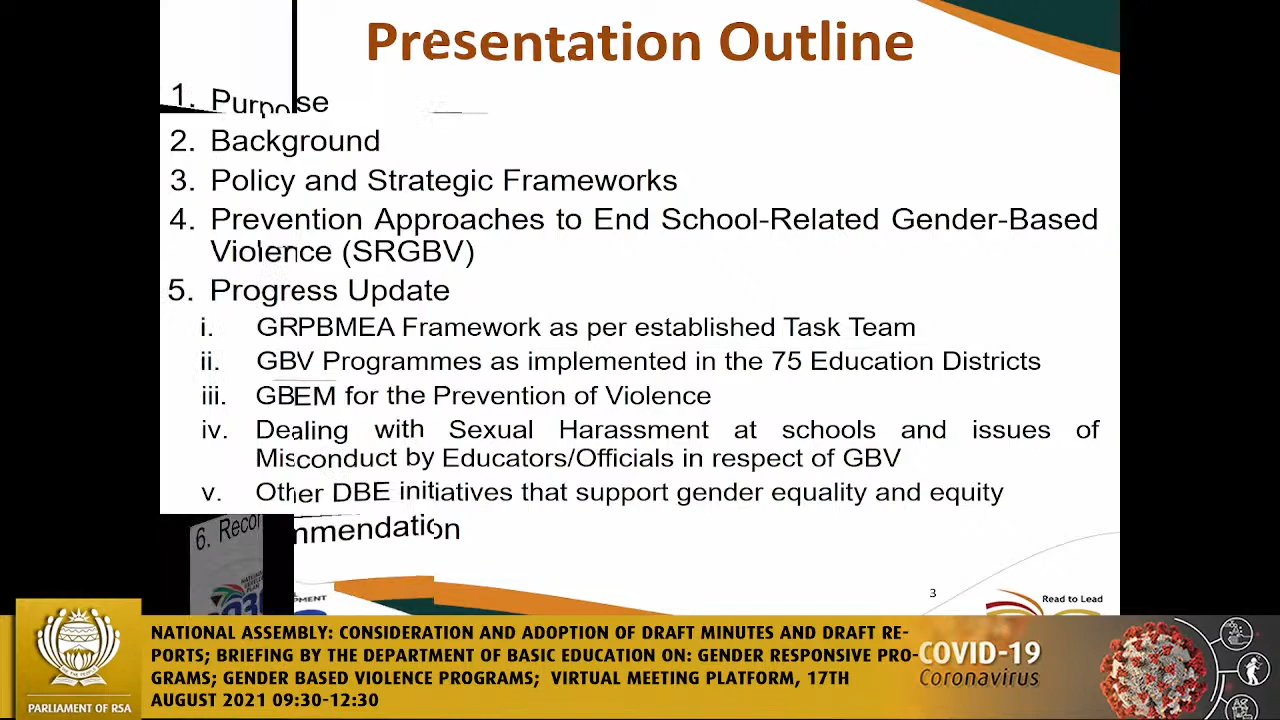 Presentation Outline
1. Purpose
2. Background
3. Policy and Strategic Frameworks
4. Prevention Approaches to End School-Related Gender-Based
Violence (SRGBV)
5. Progress Update
i. GRPBMEA Framework as per established Task Team
ii. GBV Programmes as implemented in the 75 Education Districts
iii. GBEM for the Prevention of Violence
iv. Dealing with Sexual Harassment at schools and issues of
Misconduct by Educators/Officials in respect of GBV
v. Other DBE initiatives that support gender equality and equity
6. Recommendation
3
Read to Lead
NATIONAL ASSEMBLY: CONSIDERATION AND ADOPTION OF DRAFT MINUTES AND DRAFT RE-
PORTS; BRIEFING BY THE DEPARTMENT OF BASIC EDUCATION ON: GENDER RESPONSIVE PRO-
GRAMS; GENDER BASED VIOLENCE PROGRAMS; VIRTUAL MEETING PLATFORM, 17TH
AUGUST 2021 09:30-12:30
PARLIAMENT OF RSA
COVID-19
Coronavirus